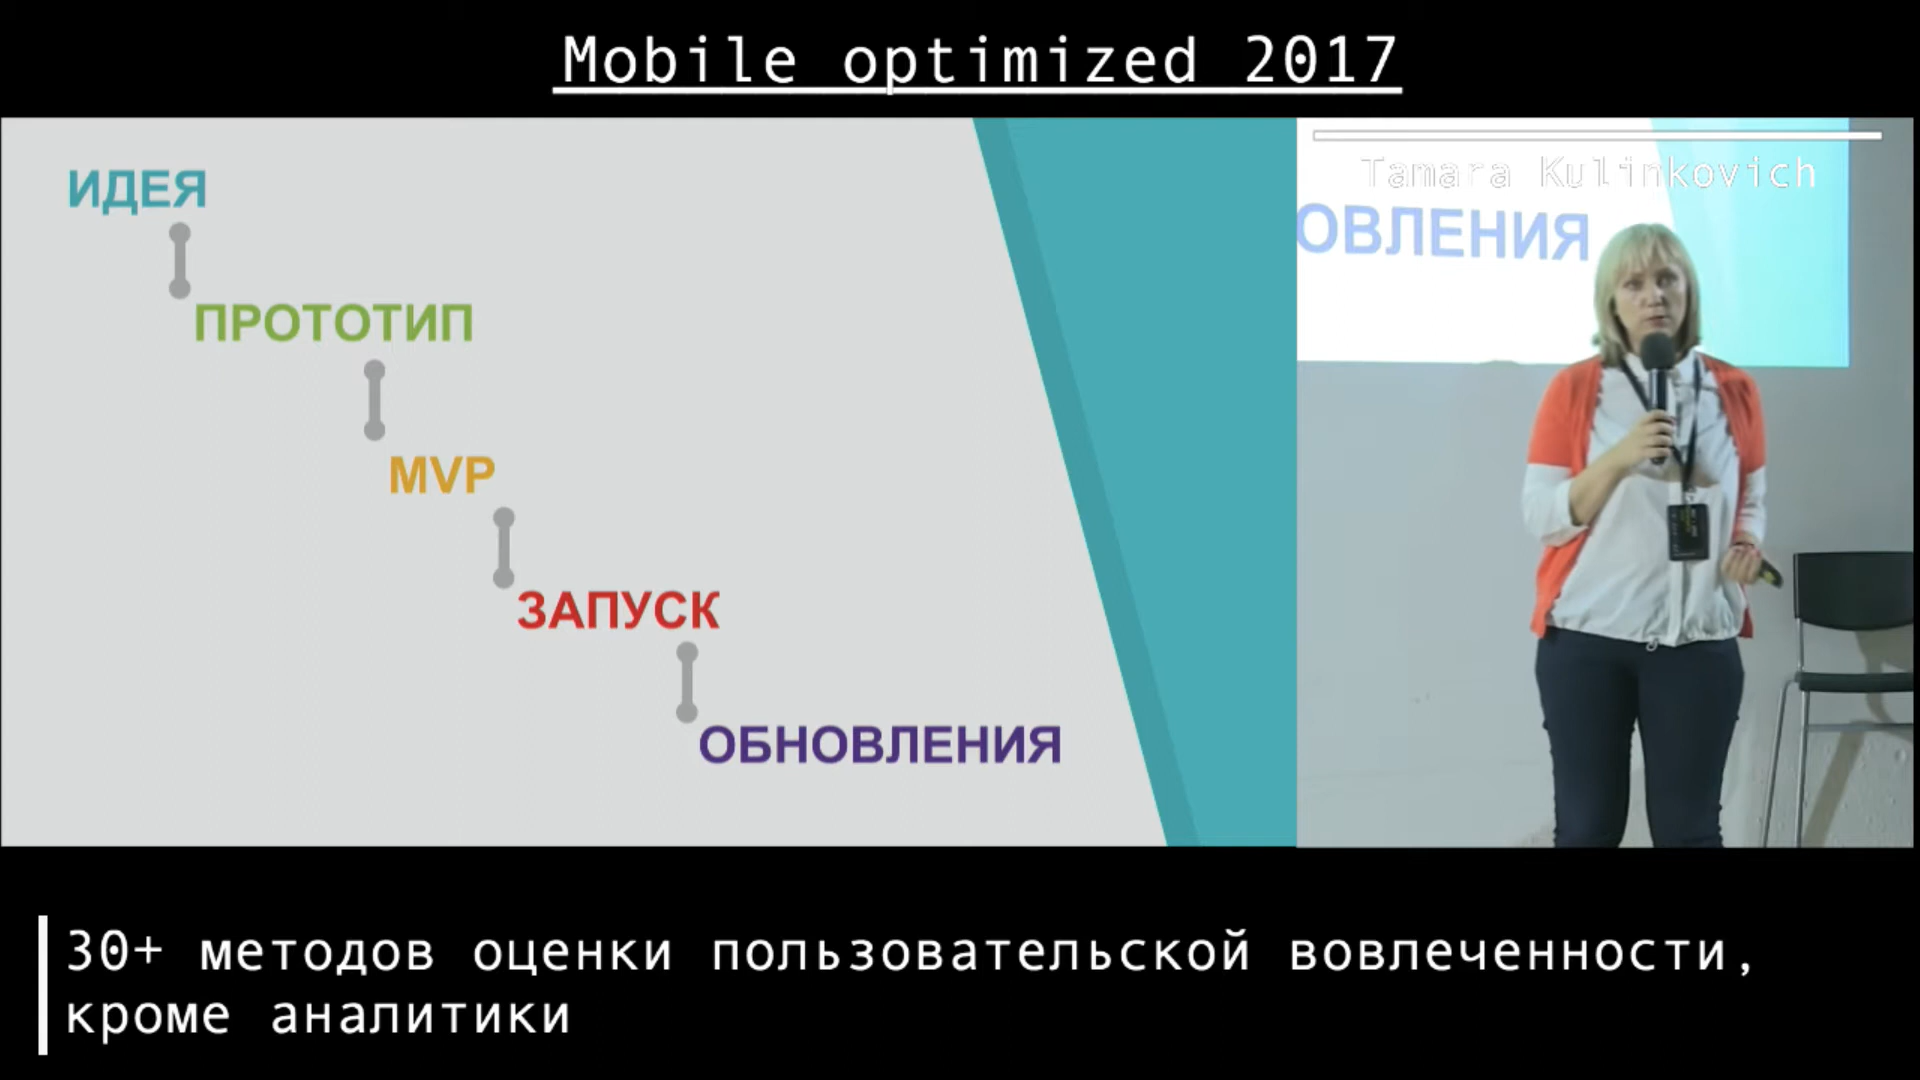 Mobile optimized 2017
ИДЕЯ
ПРОТОТИП
MVP
ЗАПУСК
ОБНОВЛЕНИЯ
Tamara Kulinkovich
ОВЛЕНИЯ
30+ методов оценки пользовательской вовлеченности,
кроме аналитики